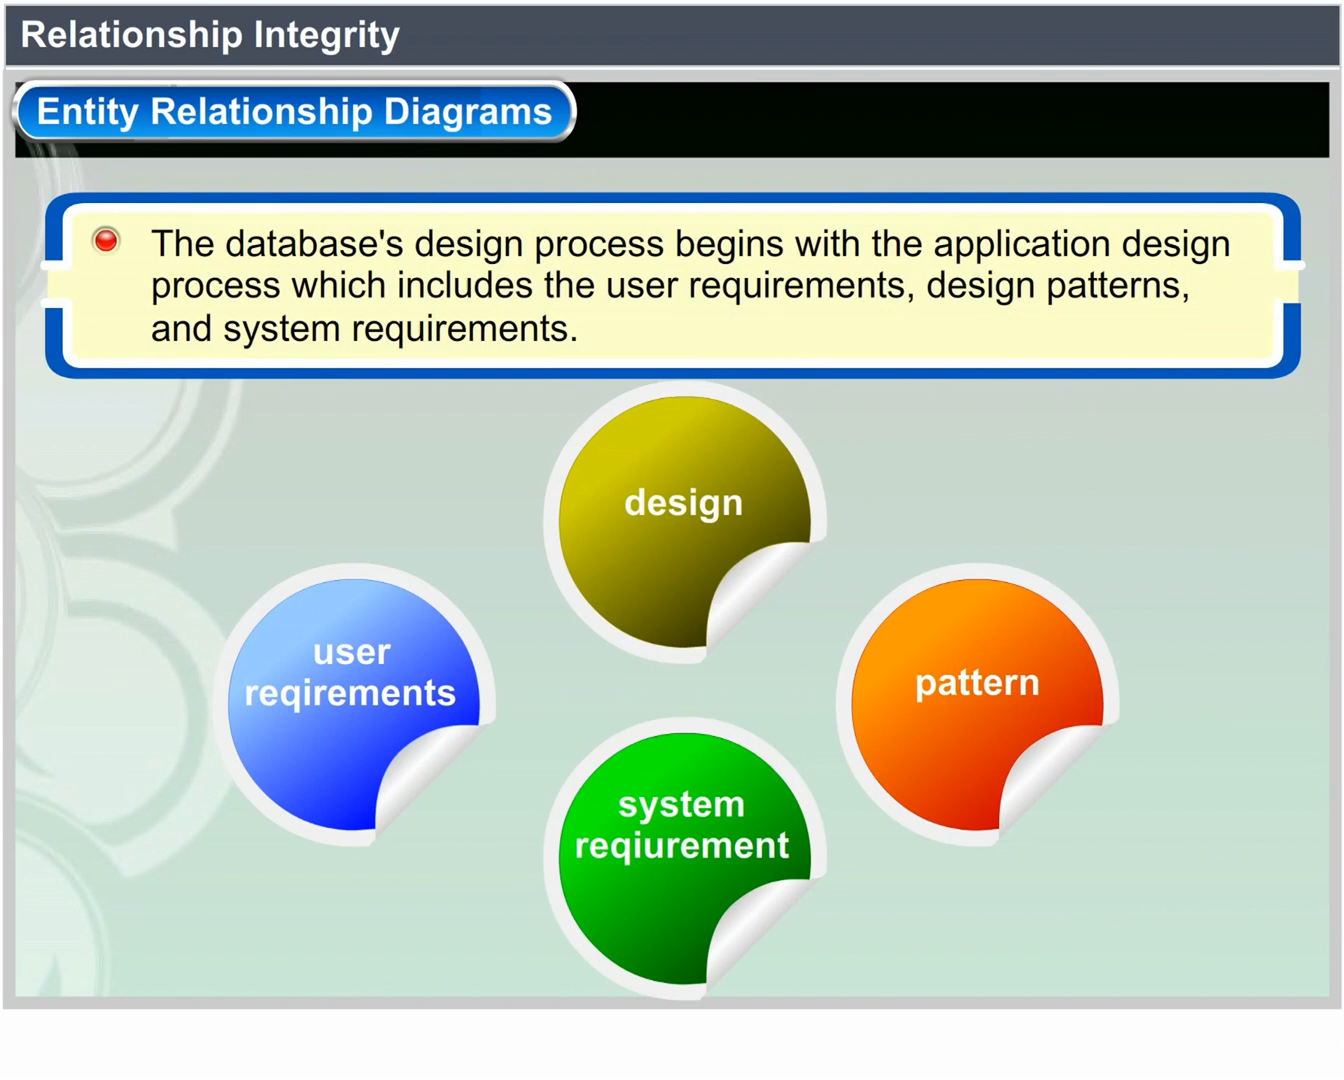 Relationship Integrity
Entity Relationship Diagrams
The database's design process begins with the application design
process which includes the user requirements, design patterns,
and system requirements.
design
user
reqirements
pattern
system
reqiurement